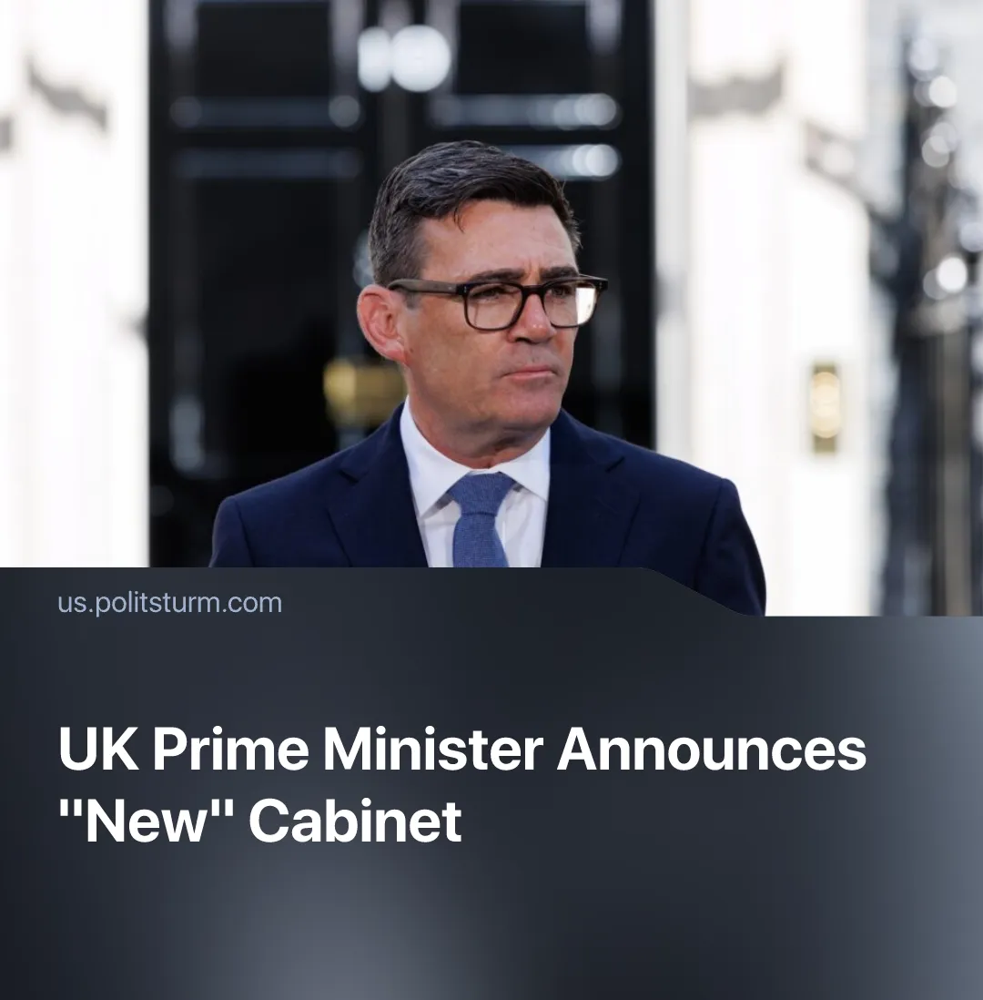 us.politsturm.com
UK Prime Minister Announces
"New" Cabinet